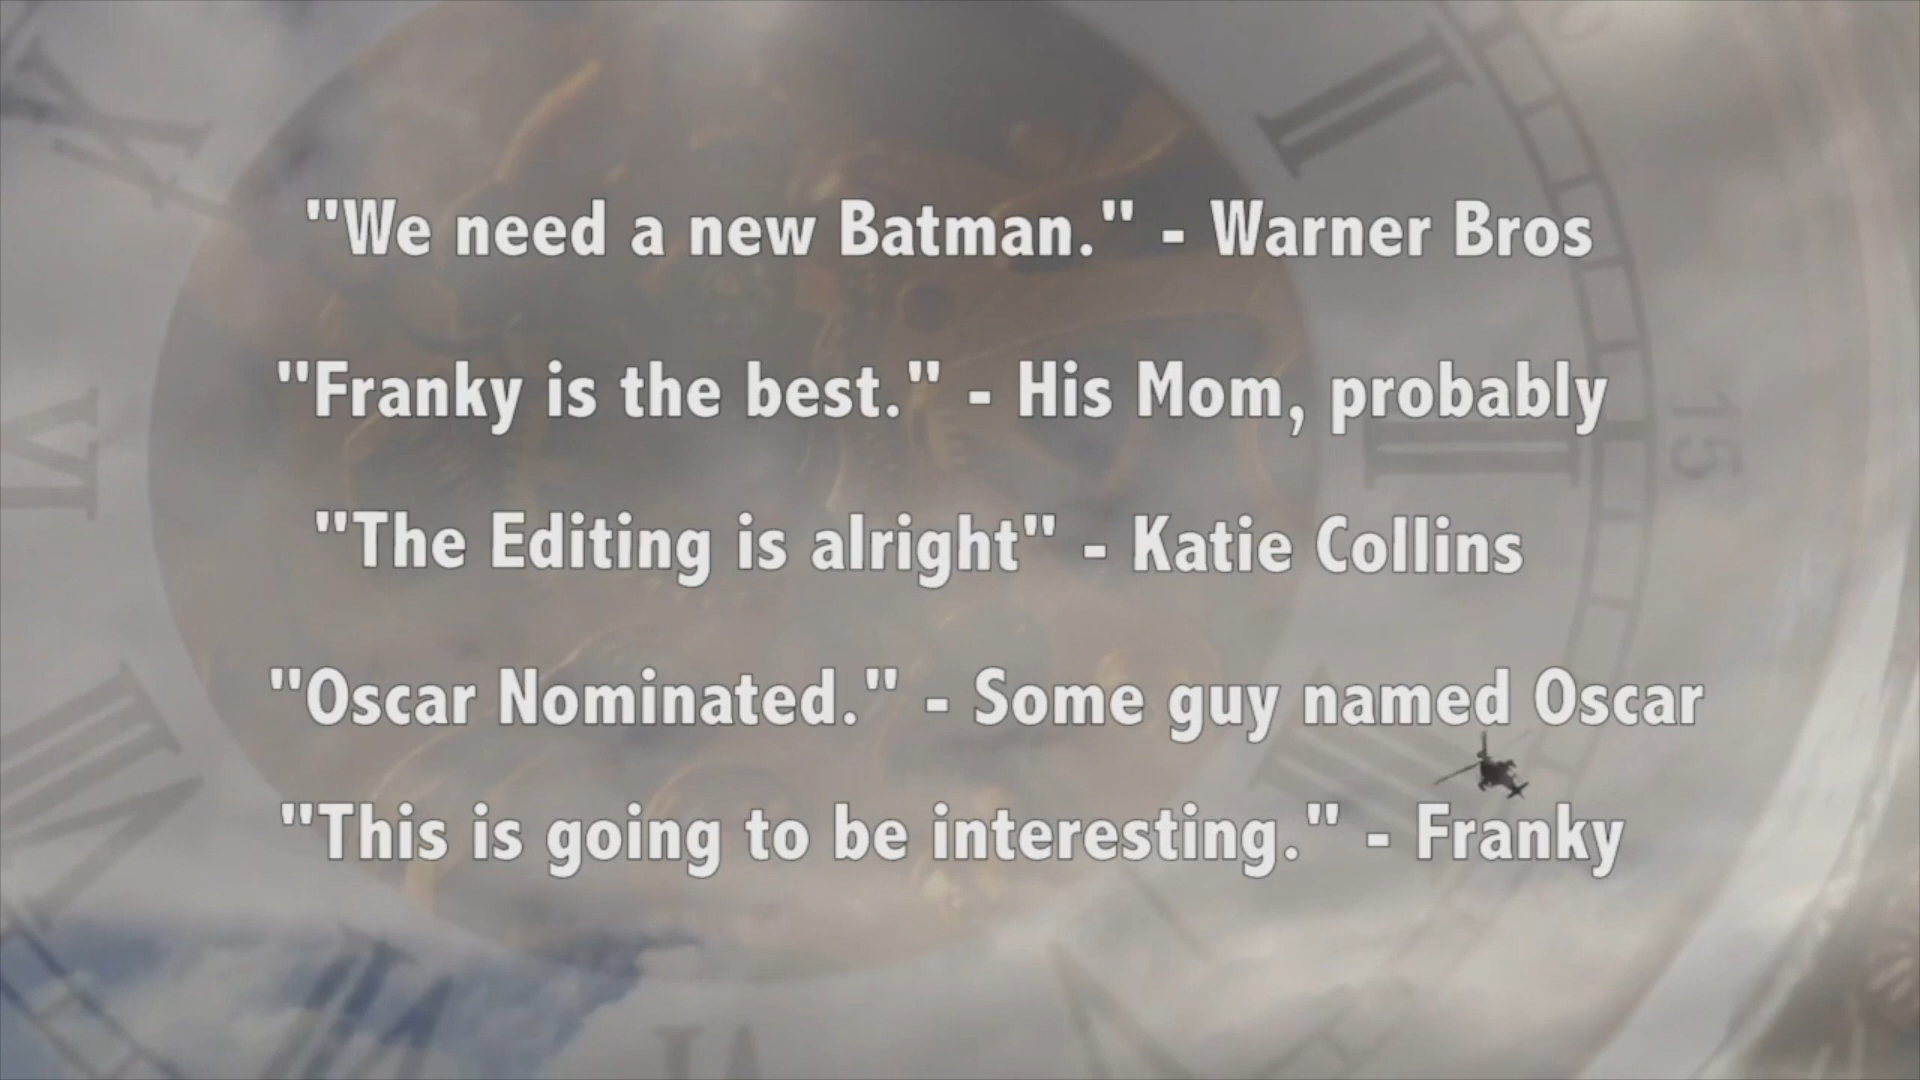 "We need a new Batman." - Warner Bros
"Franky is the best." - His Mom, probably
"The Editing is alright" - Katie Collins
"Oscar Nominated." - Some guy named Oscar
"This is going to be interesting." - Franky
15